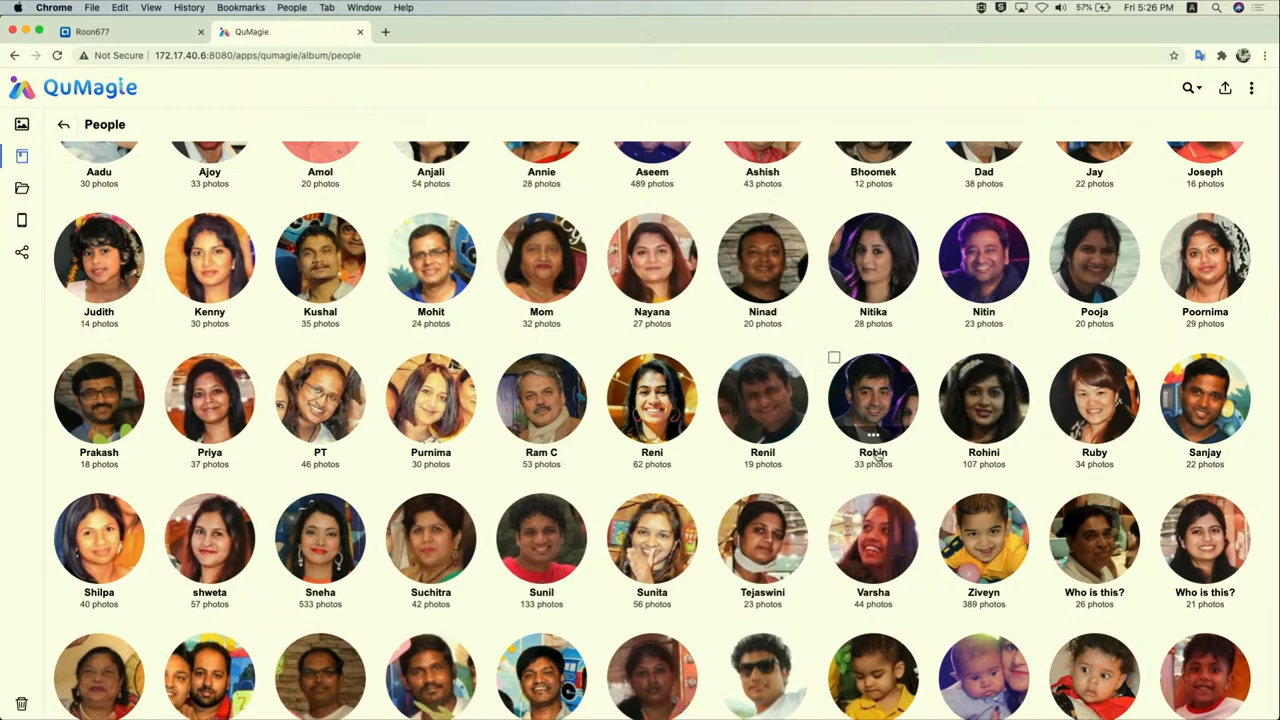 Chrome File Edit View History Bookmarks People Tab Window Help 57% Fri 5:26 PM A
Roon677 QuMagie
Not Secure 172.17.40.6:8080/apps/qumagie/album/people
QuMagie
People
Aadu Ajoy Amol Anjali Annie Aseem Ashish Bhoomek Dad Jay Joseph
30 photos 33 photos 20 photos 54 photos 28 photos 489 photos 43 photos 12 photos 38 photos 22 photos 16 photos
Judith Kenny Kushal Mohit Mom Nayana Ninad Nitika Nitin Pooja Poornima
14 photos 30 photos 35 photos 24 photos 32 photos 27 photos 20 photos 28 photos 23 photos 20 photos 29 photos
Prakash Priya PT Purnima Ram C Reni Renil Robin Rohini Ruby Sanjay
18 photos 37 photos 46 photos 30 photos 53 photos 62 photos 19 photos 33 photos 107 photos 34 photos 22 photos
Shilpa shweta Sneha Suchitra Sunil Sunita Tejaswini Varsha Ziveyn Who is this? Who is this?
40 photos 57 photos 533 photos 42 photos 133 photos 56 photos 23 photos 44 photos 389 photos 26 photos 21 photos